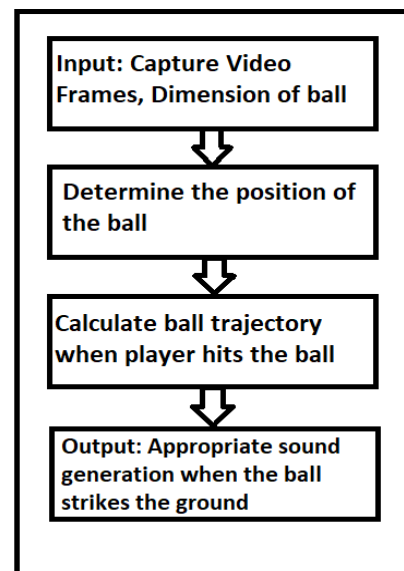 Input: Capture Video
Frames, Dimension of ball
Determine the position of
the ball
Calculate ball trajectory
when player hits the ball
Output: Appropriate sound
generation when the ball
strikes the ground